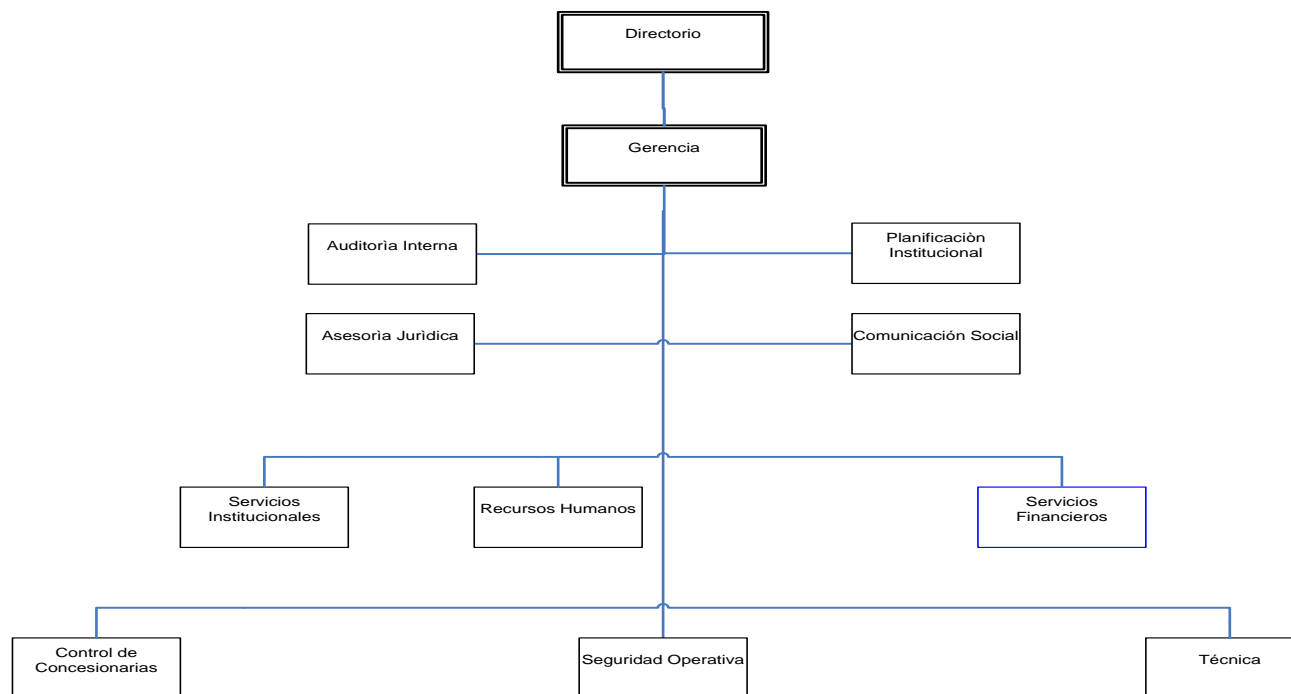 Directorio
Gerencia
Auditorìa Interna
Planificaciòn
Institucional
Asesorìa Jurìdica
Comunicación Social
Servicios
Institucionales
Recursos Humanos
Servicios
Financieros
Control de
Concesionarias
Seguridad Operativa
Técnica